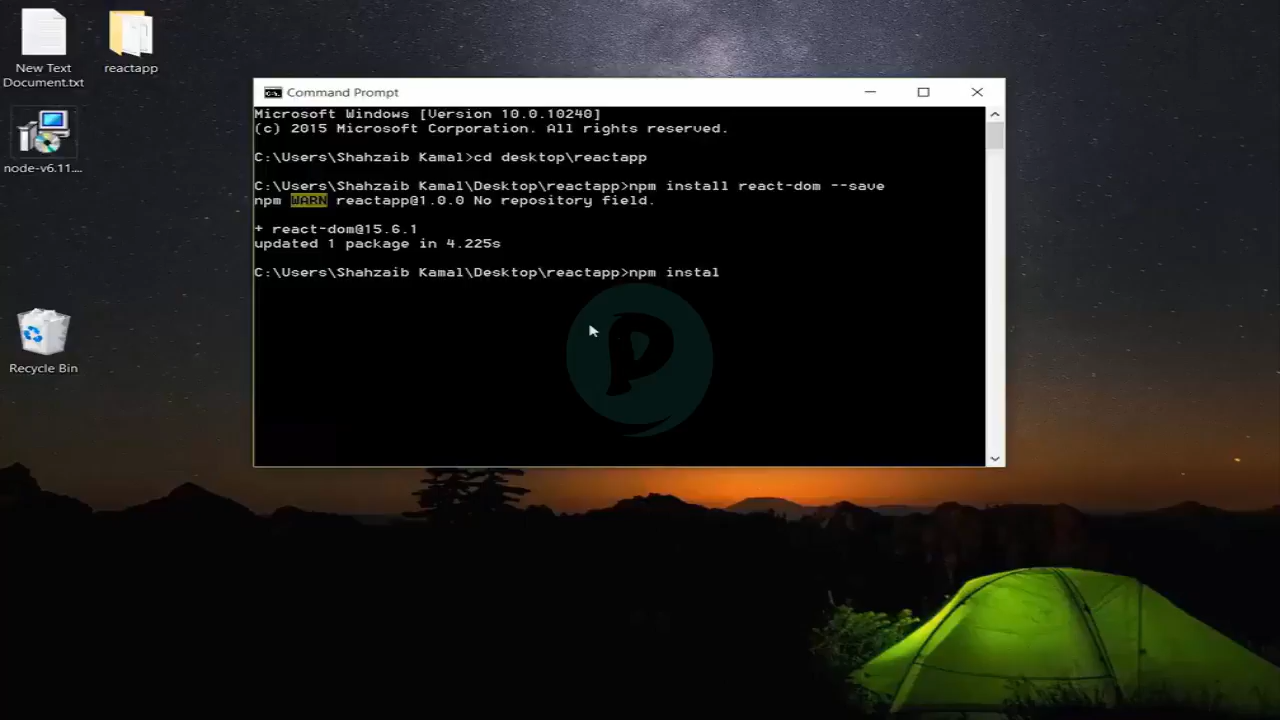 New Text
Document.txt
reactapp
node-v6.11....
Recycle Bin
Command Prompt
Microsoft Windows [Version 10.0.10240]
(c) 2015 Microsoft Corporation. All rights reserved.
C:\Users\Shahzaib Kamal>cd desktop\reactapp
C:\Users\Shahzaib Kamal\Desktop\reactapp>npm install react-dom --save
npm WARN reactapp@1.0.0 No repository field.
+ react-dom@15.6.1
updated 1 package in 4.225s
C:\Users\Shahzaib Kamal\Desktop\reactapp>npm instal
P